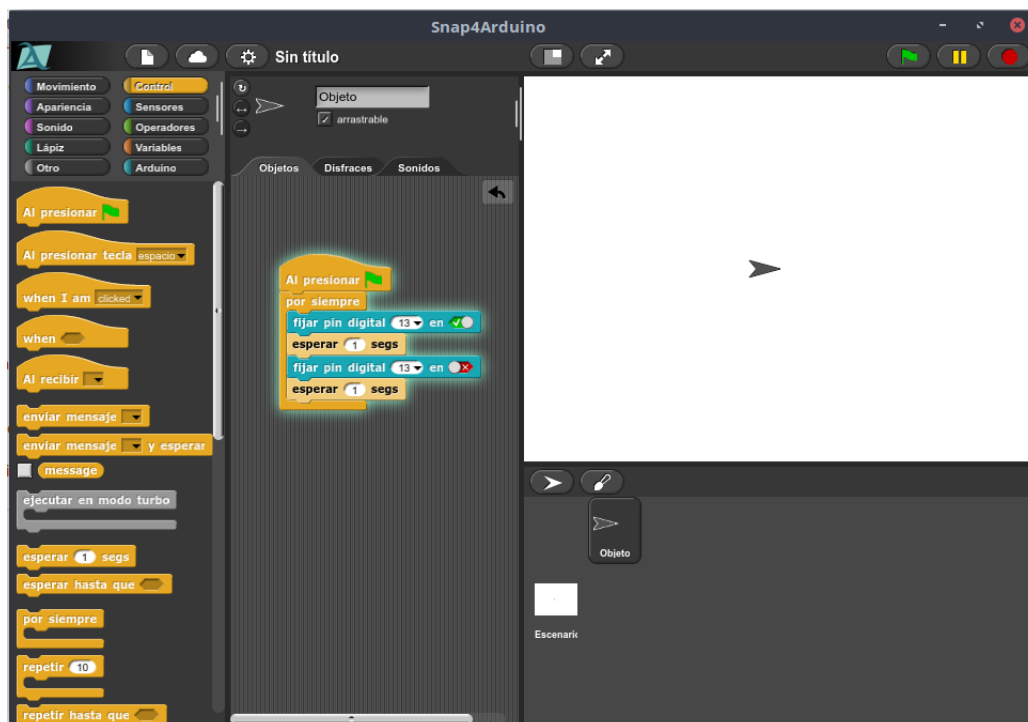 Snap4Arduino
Sin título
Movimiento
Control
Apariencia
Sensores
Sonido
Operadores
Lápiz
Variables
Otro
Arduino
Al presionar
Al presionar tecla espacio
when I am clicked
when
Al recibir
enviar mensaje
enviar mensaje y esperar
message
ejecutar en modo turbo
esperar 1 segs
esperar hasta que
por siempre
repetir 10
repetir hasta que
Objeto
arrastrable
Objetos
Disfraces
Sonidos
Al presionar
por siempre
fijar pin digital 13 en
esperar 1 segs
fijar pin digital 13 en
esperar 1 segs
Objeto
Escenario